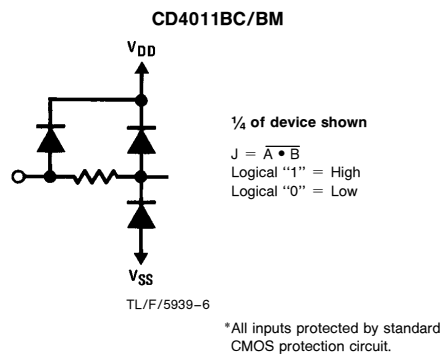 CD4011BC/BM
VDD
¼ of device shown
J = A • B
Logical “1” = High
Logical “0” = Low
VSS
TL/F/5939–6
*All inputs protected by standard
CMOS protection circuit.